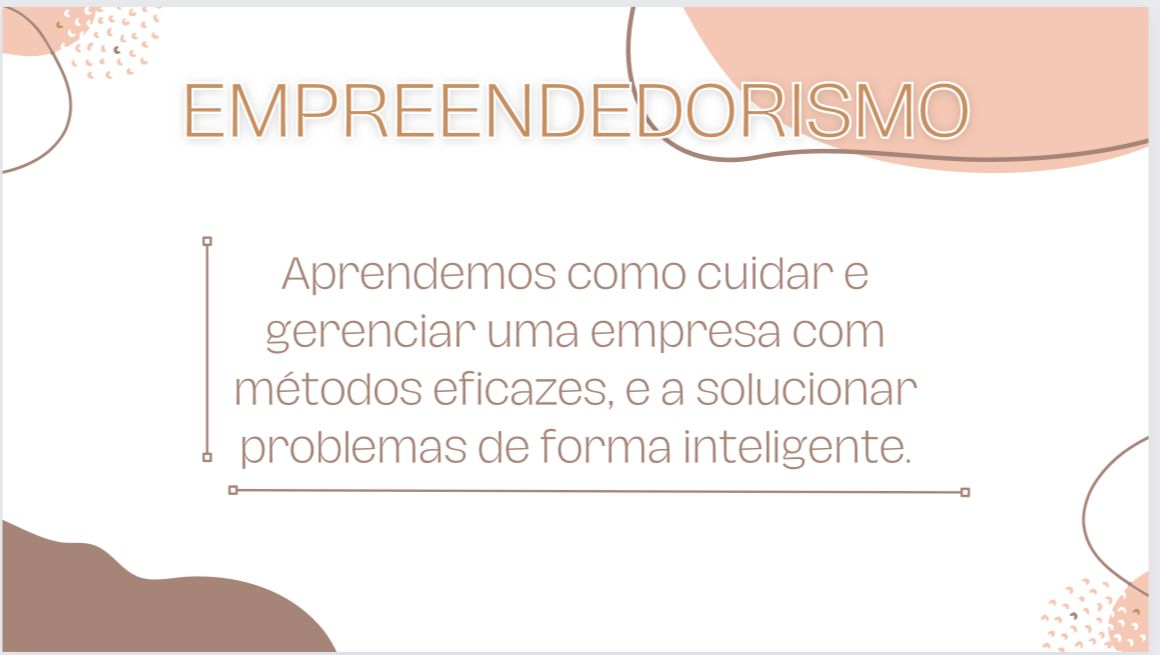 EMPREENDEDORISMO
Aprendemos como cuidar e
gerenciar uma empresa com
métodos eficazes, e a solucionar
problemas de forma inteligente.